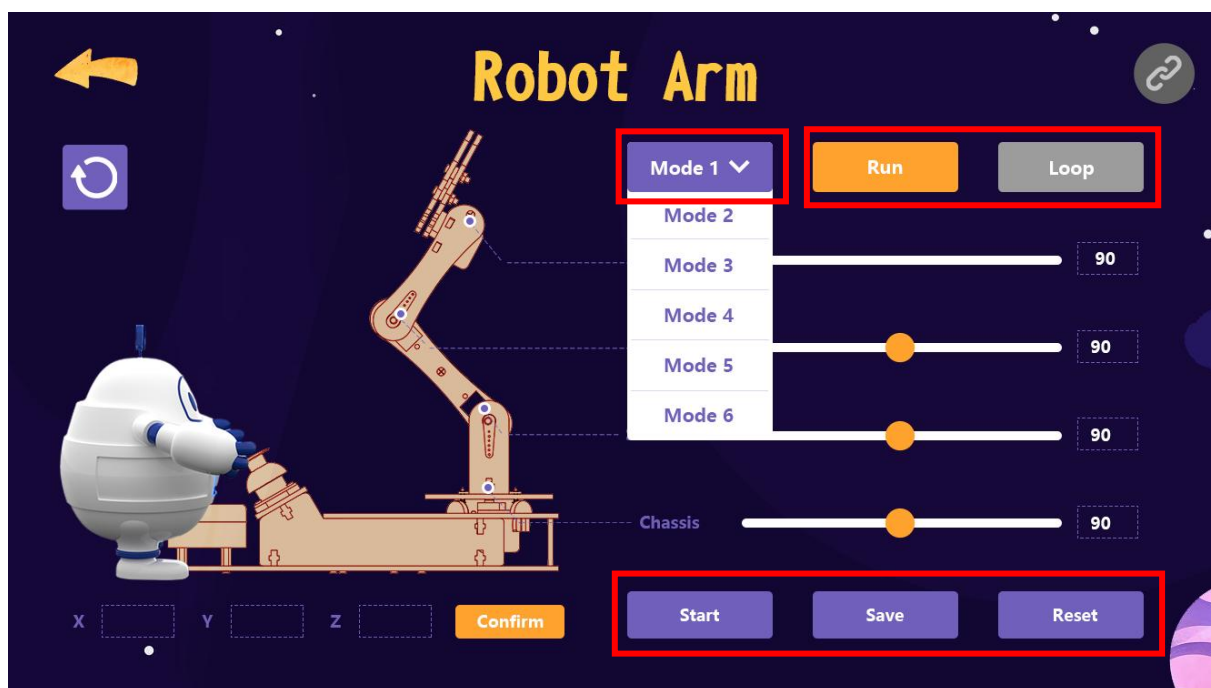 Robot Arm
Mode 1
Run
Loop
Mode 2
Mode 3
90
Mode 4
90
Mode 5
Mode 6
90
Chassis
90
X
Y
Z
Confirm
Start
Save
Reset